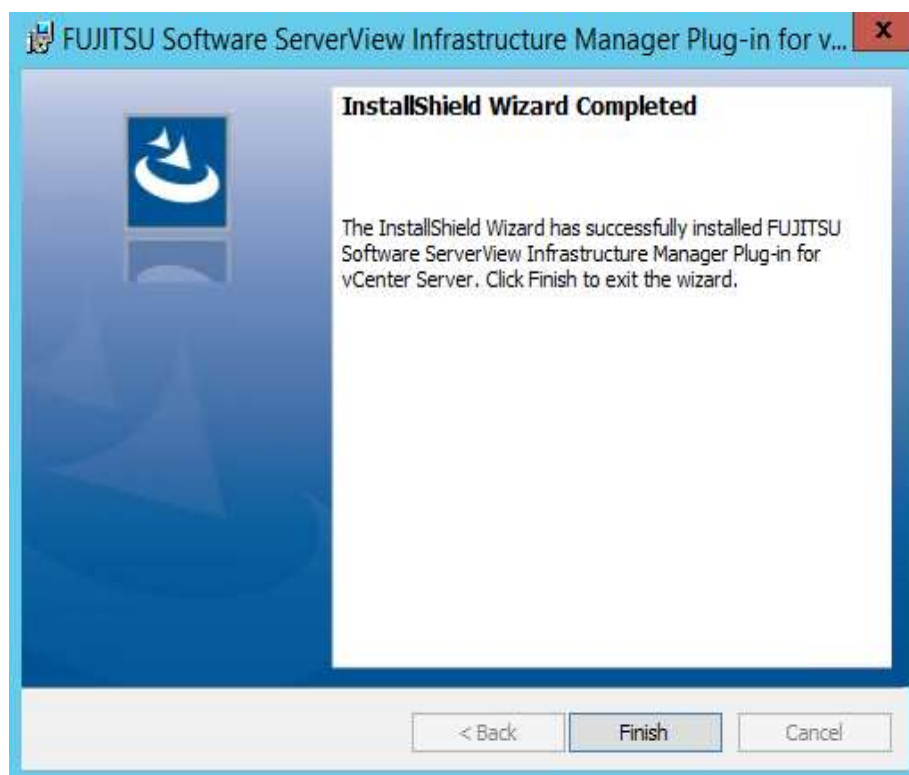 FUJITSU Software ServerView Infrastructure Manager Plug-in for v...
x
InstallShield Wizard Completed
The InstallShield Wizard has successfully installed FUJITSU
Software ServerView Infrastructure Manager Plug-in for
vCenter Server. Click Finish to exit the wizard.
< Back Finish Cancel